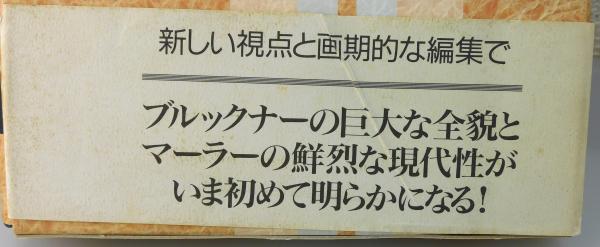 新しい視点と画期的な編集で
ブルックナーの巨大な全貌と
マーラーの鮮烈な現代性が
いま初めて明らかになる!